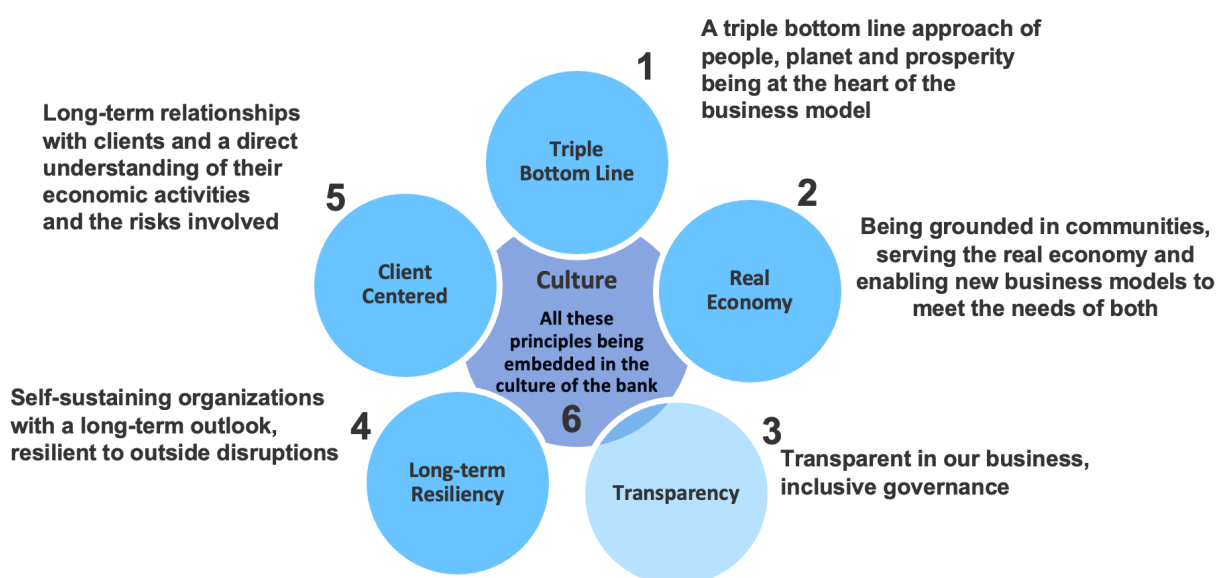 1
A triple bottom line approach of
people, planet and prosperity
being at the heart of the
business model
Triple
Bottom Line
2
Being grounded in communities,
serving the real economy and
enabling new business models to
meet the needs of both
Real
Economy
3
Transparent in our business,
inclusive governance
Transparency
4
Self-sustaining organizations
with a long-term outlook,
resilient to outside disruptions
Long-term
Resiliency
5
Long-term relationships
with clients and a direct
understanding of their
economic activities
and the risks involved
Client
Centered
Culture
All these
principles being
embedded in the
culture of the bank
6